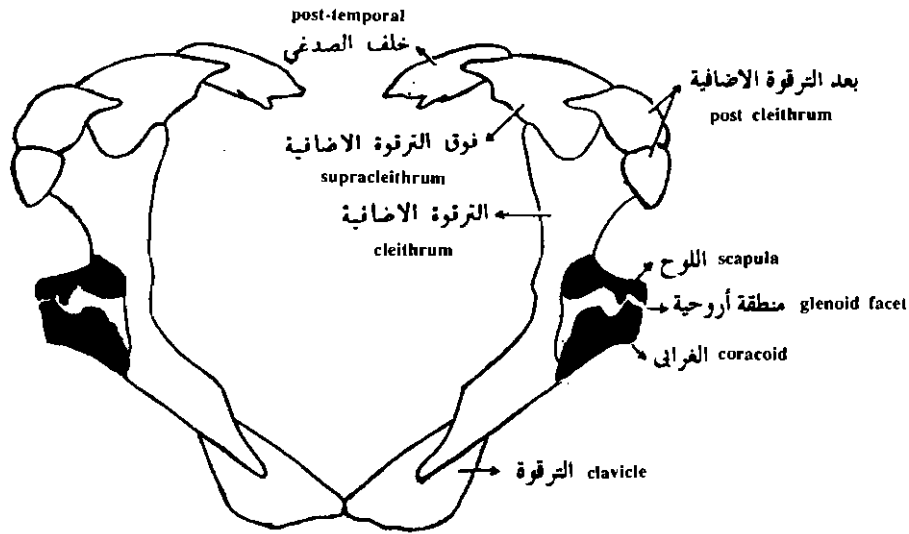 post-temporal
خلف الصدغي
بعد الترقوة الاضافية
post cleithrum
فوق الترقوة الاضافية
supracleithrum
الترقوة الاضافية
cleithrum
اللوح scapula
منطقة أروحية glenoid facet
الغرابي coracoid
الترقوة clavicle